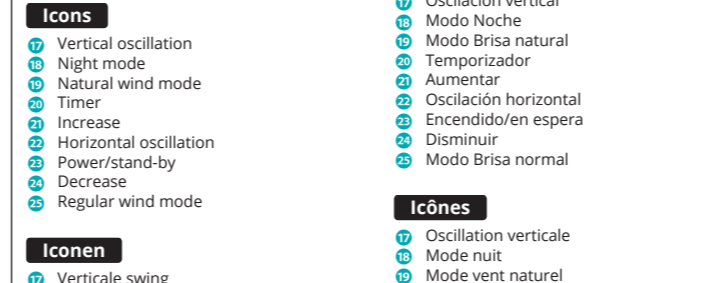 Icons
17 Vertical oscillation
18 Night mode
19 Natural wind mode
20 Timer
21 Increase
22 Horizontal oscillation
23 Power/stand-by
24 Decrease
25 Regular wind mode
Iconen
17 Verticale swing
17 Oscilación vertical
18 Modo Noche
19 Modo Brisa natural
20 Temporizador
21 Aumentar
22 Oscilación horizontal
23 Encendido/en espera
24 Disminuir
25 Modo Brisa normal
Icônes
17 Oscillation verticale
18 Mode nuit
19 Mode vent naturel